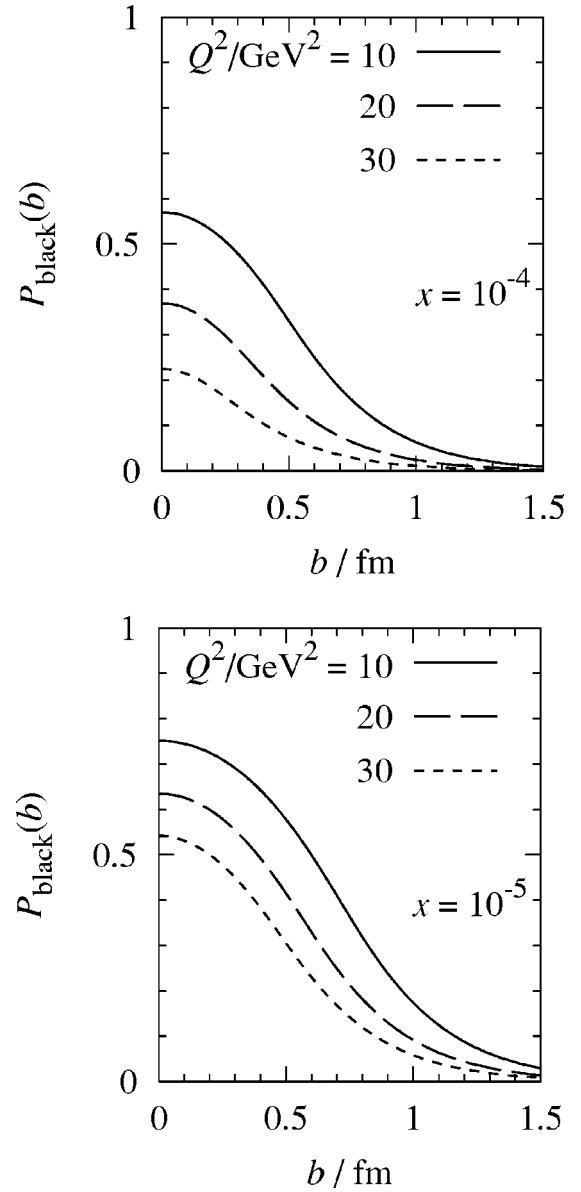 1
Q²/GeV² = 10
20
30
P_black(b)
0.5
x = 10⁻⁴
0
0 0.5 1 1.5
b / fm
1
Q²/GeV² = 10
20
30
P_black(b)
0.5
x = 10⁻⁵
0
0 0.5 1 1.5
b / fm